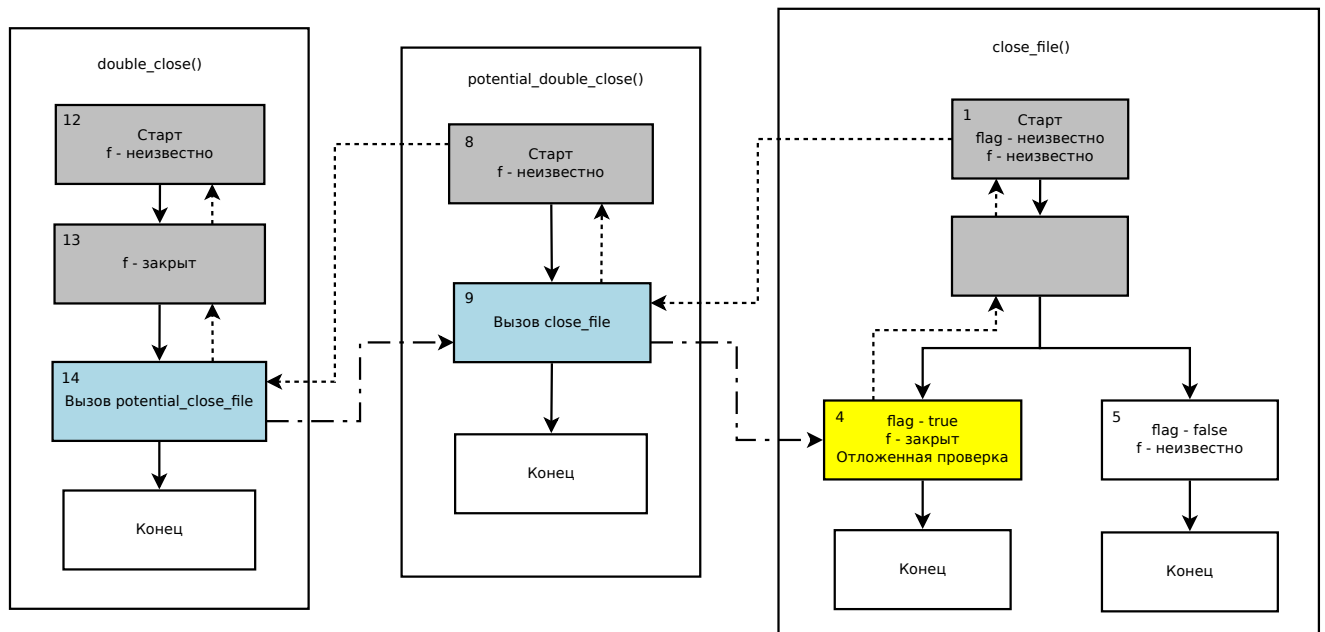 double_close()
12
Старт
f - неизвестно
13
f - закрыт
14
Вызов potential_close_file
Конец
potential_double_close()
8
Старт
f - неизвестно
9
Вызов close_file
Конец
close_file()
1
Старт
flag - неизвестно
f - неизвестно
4
flag - true
f - закрыт
Отложенная проверка
5
flag - false
f - неизвестно
Конец
Конец